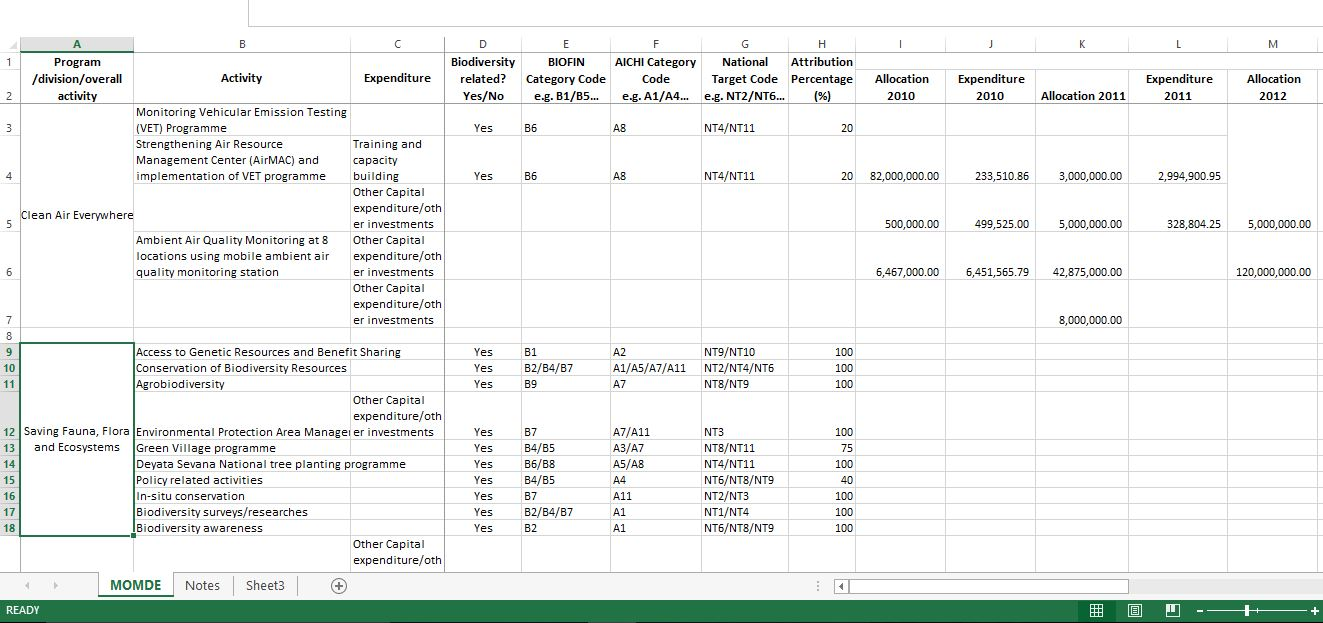 A B C D E F G H I J K L M
1 Program Biodiversity BIOFIN AICHI Category National Attribution
/division/overall Activity Expenditure related? Category Code Code Target Code Percentage Allocation Expenditure Expenditure Allocation
2 activity Yes/No e.g. B1/B5... e.g. A1/A4... e.g. NT2/NT6... (%) 2010 2010 Allocation 2011 2011 2012
Monitoring Vehicular Emission Testing
3 (VET) Programme Yes B6 A8 NT4/NT11 20
Strengthening Air Resource Training and
Management Center (AirMAC) and capacity
4 implementation of VET programme building Yes B6 A8 NT4/NT11 20 82,000,000.00 233,510.86 3,000,000.00 2,994,900.95
Other Capital
Clean Air Everywhere expenditure/oth
5 er investments 500,000.00 499,525.00 5,000,000.00 328,804.25 5,000,000.00
Ambient Air Quality Monitoring at 8 Other Capital
locations using mobile ambient air expenditure/oth
6 quality monitoring station er investments 6,467,000.00 6,451,565.79 42,875,000.00 120,000,000.00
Other Capital
expenditure/oth
7 er investments 8,000,000.00
8
9 Access to Genetic Resources and Benefit Sharing Yes B1 A2 NT9/NT10 100
10 Conservation of Biodiversity Resources Yes B2/B4/B7 A1/A5/A7/A11 NT2/NT4/NT6 100
11 Agrobiodiversity Yes B9 A7 NT8/NT9 100
Other Capital
expenditure/oth
12 Saving Fauna, Flora Environmental Protection Area Manager er investments Yes B7 A7/A11 NT3 100
13 and Ecosystems Green Village programme Yes B4/B5 A3/A7 NT8/NT11 75
14 Deyata Sevana National tree planting programme Yes B6/B8 A5/A8 NT4/NT11 100
15 Policy related activities Yes B4/B5 A4 NT6/NT8/NT9 40
16 In-situ conservation Yes B7 A11 NT2/NT3 100
17 Biodiversity surveys/researches Yes B2/B4/B7 A1 NT1/NT4 100
18 Biodiversity awareness Yes B2 A1 NT6/NT8/NT9 100
Other Capital
expenditure/oth
MOMDE Notes Sheet3
READY